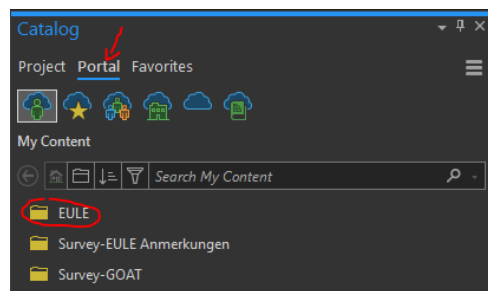 Catalog
Project Portal Favorites
My Content
Search My Content
EULE
Survey-EULE Anmerkungen
Survey-GOAT